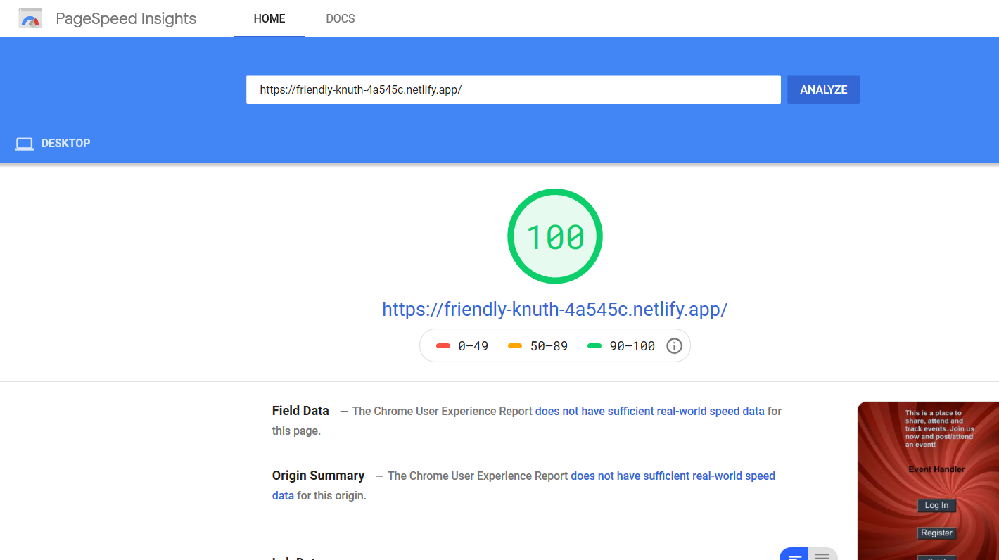 PageSpeed Insights
HOME
DOCS
https://friendly-knuth-4a545c.netlify.app/
ANALYZE
DESKTOP
100
https://friendly-knuth-4a545c.netlify.app/
0–49
50–89
90–100
Field Data — The Chrome User Experience Report does not have sufficient real-world speed data for
this page.
Origin Summary — The Chrome User Experience Report does not have sufficient real-world speed
data for this origin.
This is a place to
share, attend and
track events. Join us
now and post/attend
an event!
Event Handler
Log In
Register